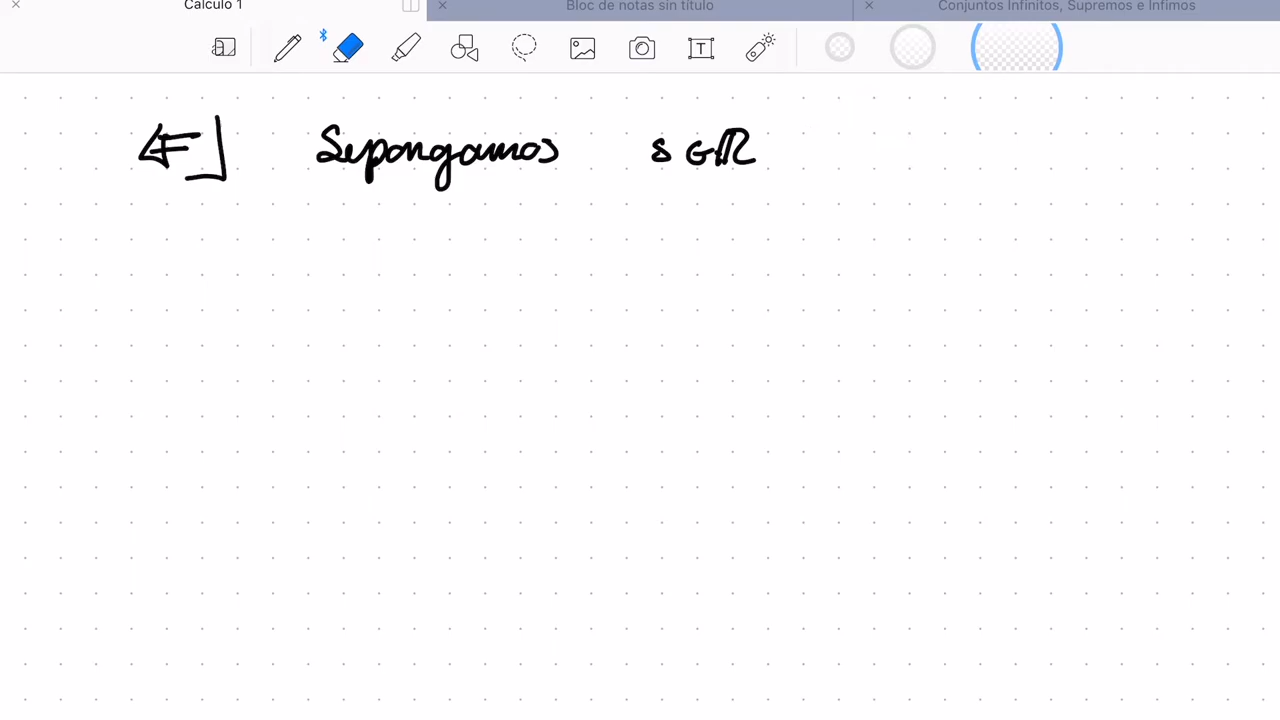 Calculo 1 Bloc de notas sin título Conjuntos Infinitos, Supremos e Infimos
⇐] Supongamos s ∈ ℝ